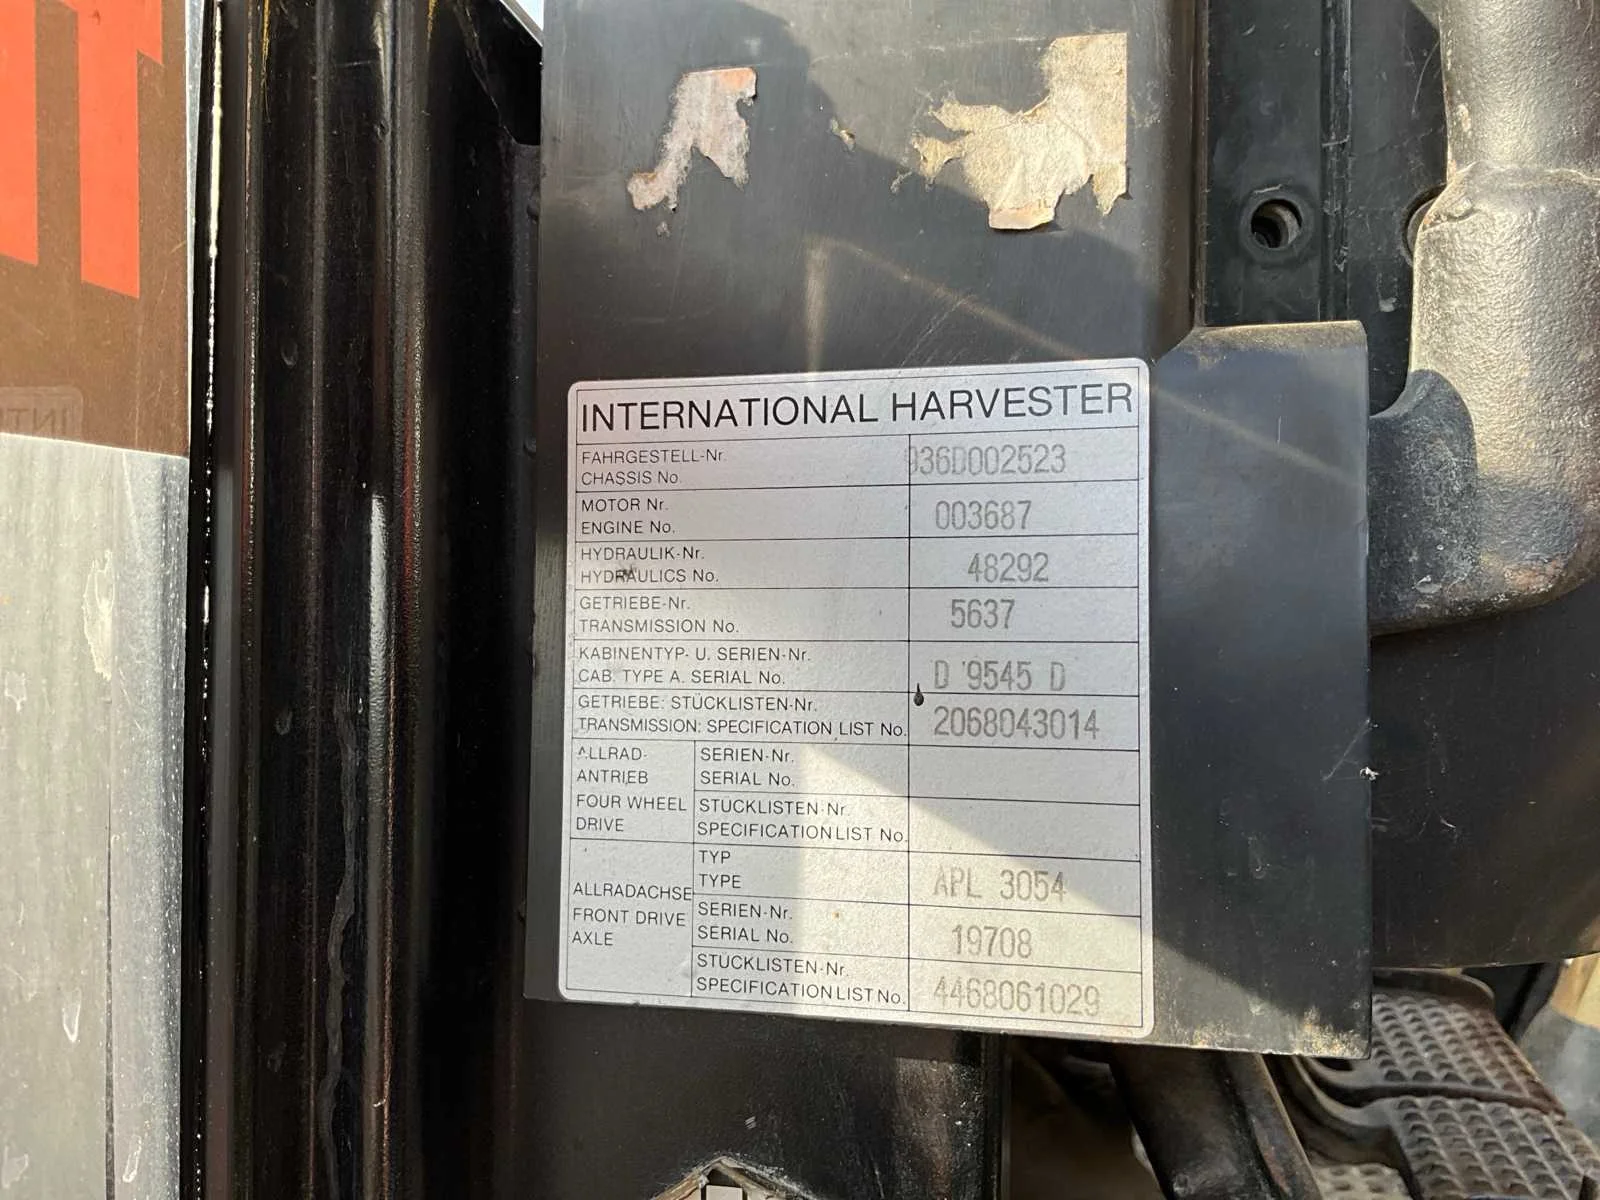 INTERNATIONAL HARVESTER
FAHRGESTELL-Nr. 936D002523
CHASSIS No.
MOTOR Nr. 003687
ENGINE No.
HYDRAULIK-Nr. 48292
HYDRAULICS No.
GETRIEBE-Nr. 5637
TRANSMISSION No.
KABINENTYP- U. SERIEN-Nr.
CAB. TYPE A. SERIAL No. D 9545 D
GETRIEBE: STÜCKLISTEN-Nr.
TRANSMISSION: SPECIFICATION LIST No. 2068043014
ALLRAD-
ANTRIEB
FOUR WHEEL
DRIVE
SERIEN-Nr.
SERIAL No.
STÜCKLISTEN-Nr
SPECIFICATION LIST No.
ALLRADACHSE
FRONT DRIVE
AXLE
TYP
TYPE APL 3054
SERIEN-Nr.
SERIAL No. 19708
STÜCKLISTEN-Nr.
SPECIFICATION LIST No. 4468061029